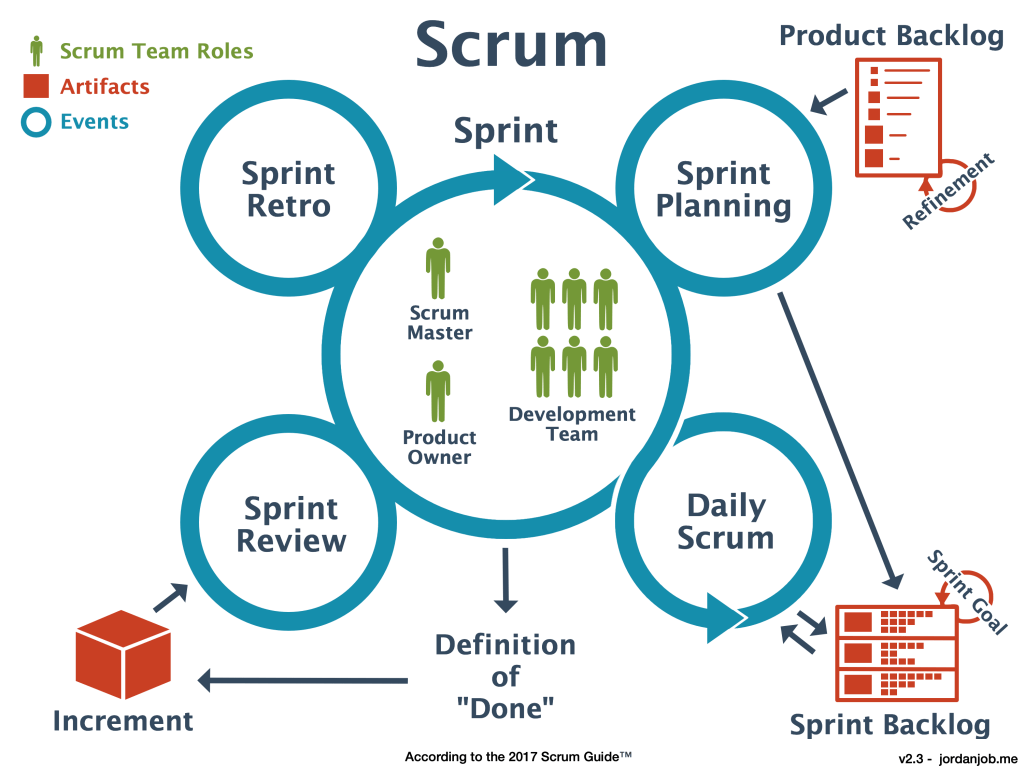 Scrum
Scrum Team Roles
Artifacts
Events
Product Backlog
Refinement
Sprint
Sprint
Retro
Sprint
Planning
Scrum
Master
Product
Owner
Development
Team
Sprint
Review
Daily
Scrum
Sprint Goal
Sprint Backlog
Definition
of
"Done"
Increment
According to the 2017 Scrum Guide™
v2.3 - jordanjob.me